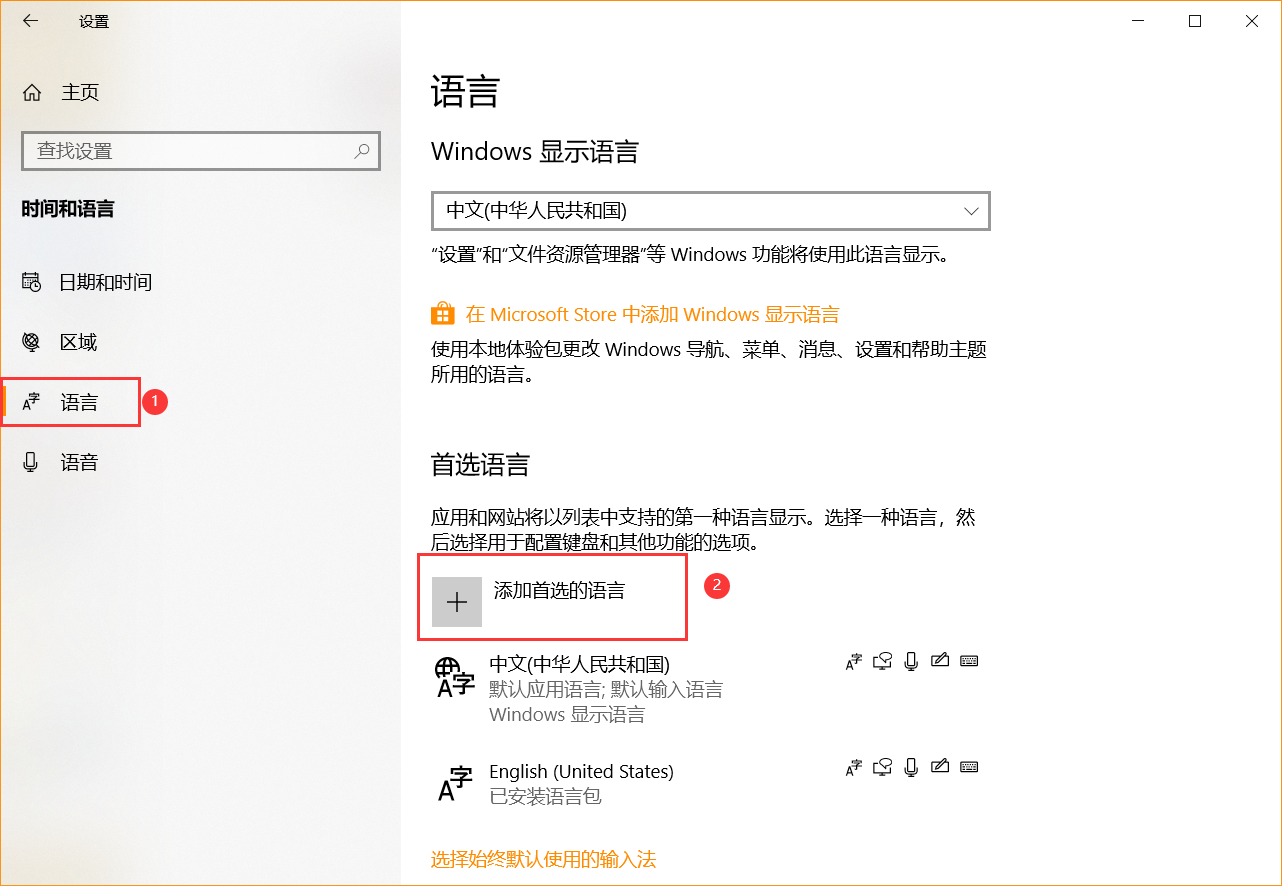 设置
主页
查找设置
时间和语言
日期和时间
区域
语言
1
语音
语言
Windows 显示语言
中文(中华人民共和国)
“设置”和“文件资源管理器”等 Windows 功能将使用此语言显示。
在 Microsoft Store 中添加 Windows 显示语言
使用本地体验包更改 Windows 导航、菜单、消息、设置和帮助主题
所用的语言。
首选语言
应用和网站将以列表中支持的第一种语言显示。选择一种语言，然
后选择用于配置键盘和其他功能的选项。
添加首选的语言
2
中文(中华人民共和国)
默认应用语言; 默认输入语言
Windows 显示语言
English (United States)
已安装语言包
选择始终默认使用的输入法